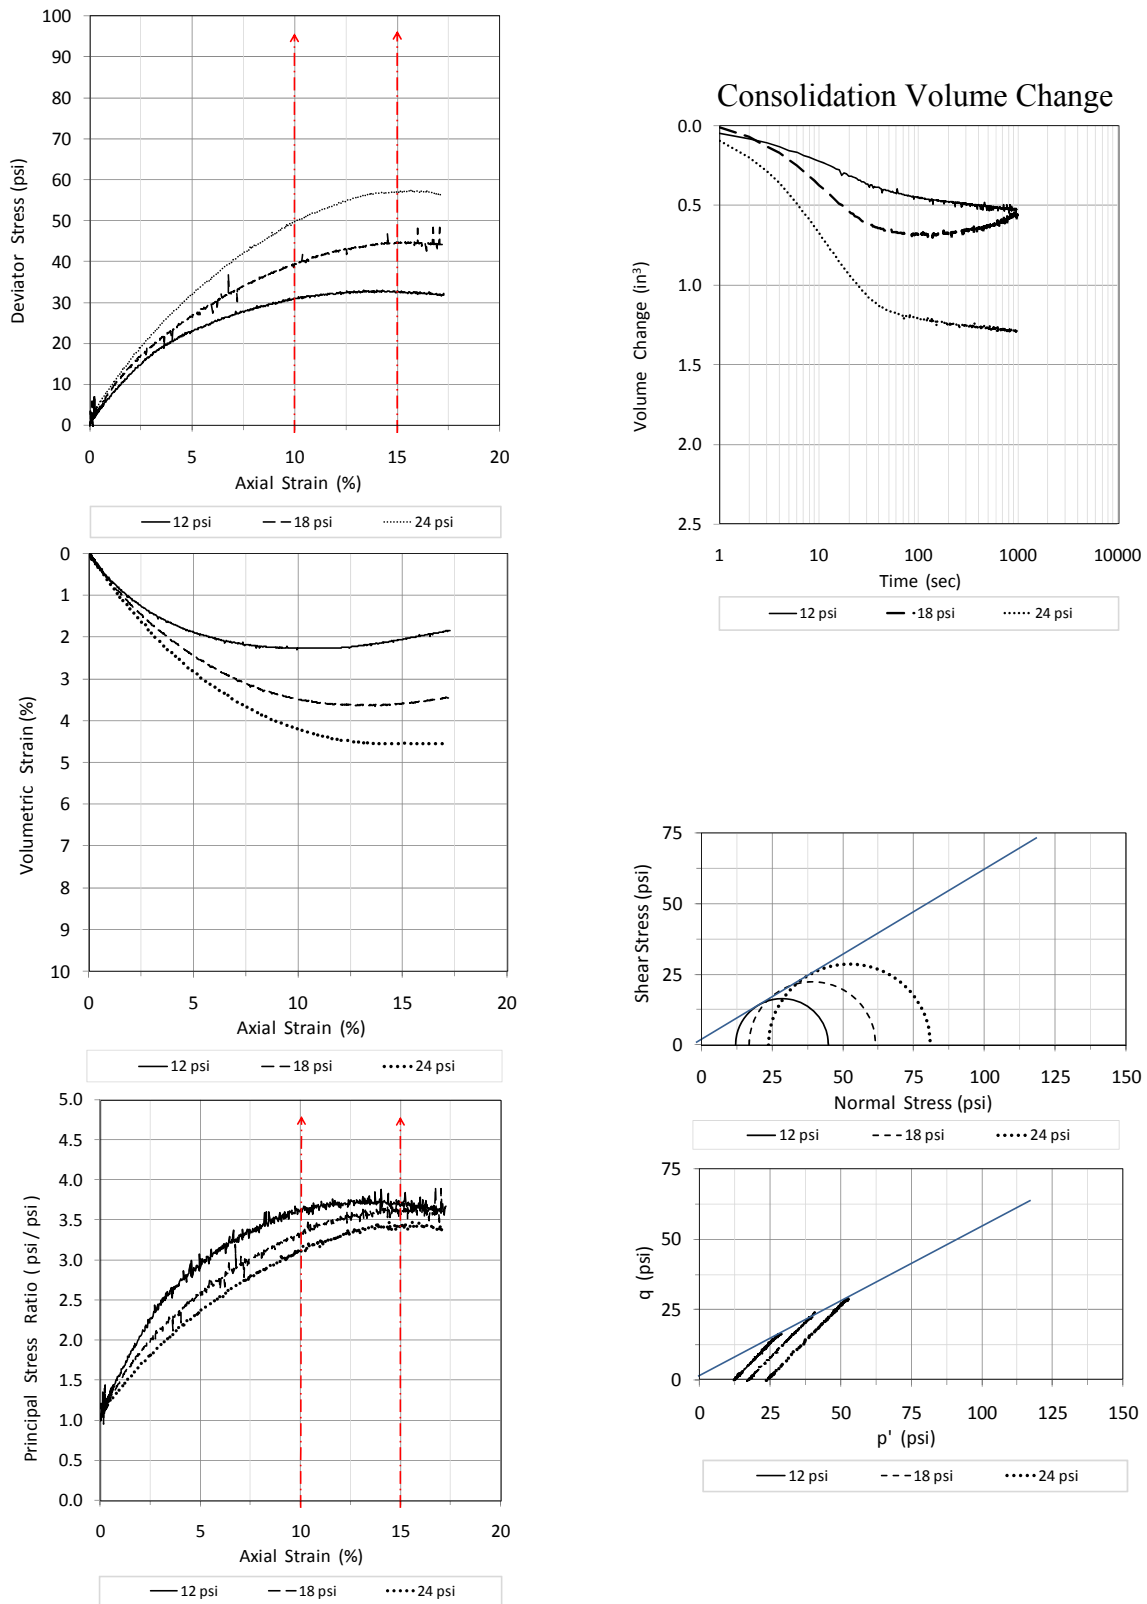 100
90
80
70
60
50
40
30
20
10
0
Deviator Stress (psi)
0 5 10 15 20
Axial Strain (%)
12 psi 18 psi 24 psi
0
1
2
3
4
5
6
7
8
9
10
Volumetric Strain (%)
0 5 10 15 20
Axial Strain (%)
12 psi 18 psi 24 psi
5.0
4.5
4.0
3.5
3.0
2.5
2.0
1.5
1.0
0.5
0.0
Principal Stress Ratio ( psi / psi)
0 5 10 15 20
Axial Strain (%)
12 psi 18 psi 24 psi
Consolidation Volume Change
0.0
0.5
1.0
1.5
2.0
2.5
Volume Change (in³)
1 10 100 1000 10000
Time (sec)
12 psi 18 psi 24 psi
75
50
25
0
Shear Stress (psi)
0 25 50 75 100 125 150
Normal Stress (psi)
12 psi 18 psi 24 psi
75
50
25
0
q (psi)
0 25 50 75 100 125 150
p' (psi)
12 psi 18 psi 24 psi